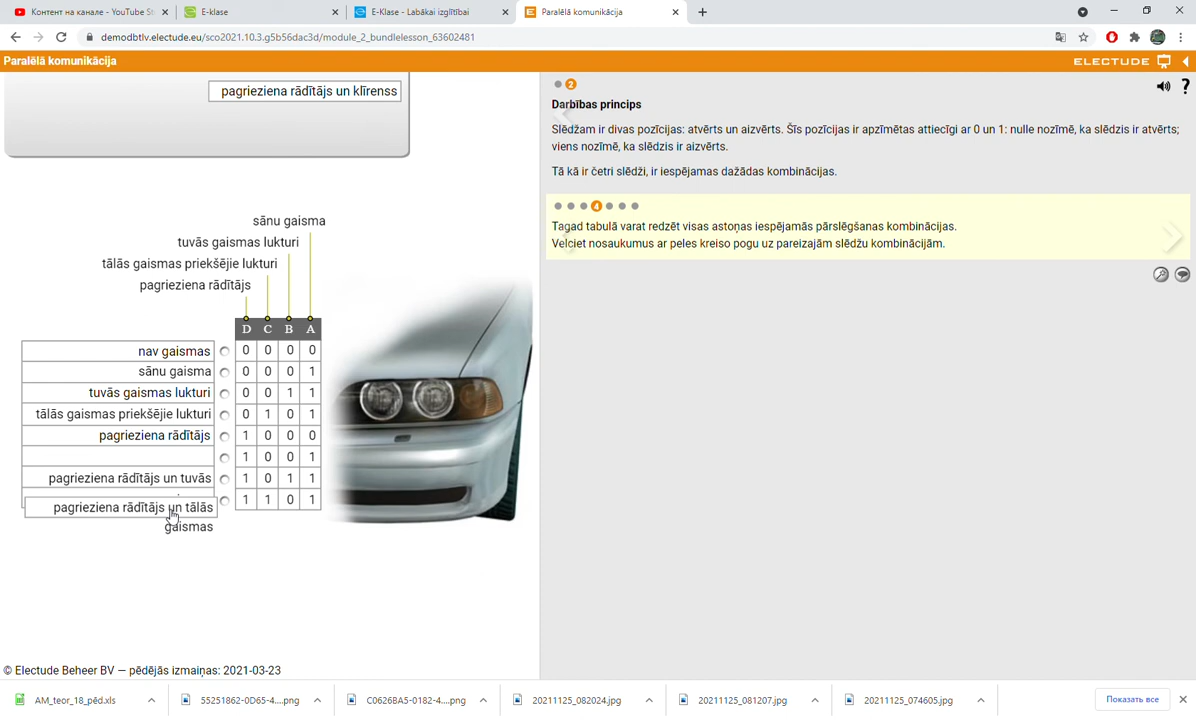 Контент на канале - YouTube St
E-klase
E-Klase - Labākai izglītībai
Paralēlā komunikācija
demodbtlv.electude.eu/sco2021.10.3.g5b56dac3d/module_2_bundlelesson_63602481
Paralēlā komunikācija
ELECTUDE
pagrieziena rādītājs un klīrenss
2
Darbības princips
Slēdžam ir divas pozīcijas: atvērts un aizvērts. Šīs pozīcijas ir apzīmētas attiecīgi ar 0 un 1: nulle nozīmē, ka slēdzis ir atvērts;
viens nozīmē, ka slēdzis ir aizvērts.
Tā kā ir četri slēdži, ir iespējamas dažādas kombinācijas.
4
Tagad tabulā varat redzēt visas astoņas iespējamās pārslēgšanas kombinācijas.
Velciet nosaukumus ar peles kreiso pogu uz pareizajām slēdžu kombinācijām.
sānu gaisma
tuvās gaismas lukturi
tālās gaismas priekšējie lukturi
pagrieziena rādītājs
D C B A
nav gaismas 0 0 0 0
sānu gaisma 0 0 0 1
tuvās gaismas lukturi 0 0 1 1
tālās gaismas priekšējie lukturi 0 1 0 1
pagrieziena rādītājs 1 0 0 0
1 0 0 1
pagrieziena rādītājs un tuvās 1 0 1 1
pagrieziena rādītājs un tālās 1 1 0 1
gaismas
© Electude Beheer BV — pēdējās izmaiņas: 2021-03-23
AM_teor_18_pēd.xls
55251862-0D65-4....png
C0626BA5-0182-4....png
20211125_082024.jpg
20211125_081207.jpg
20211125_074605.jpg
Показать все